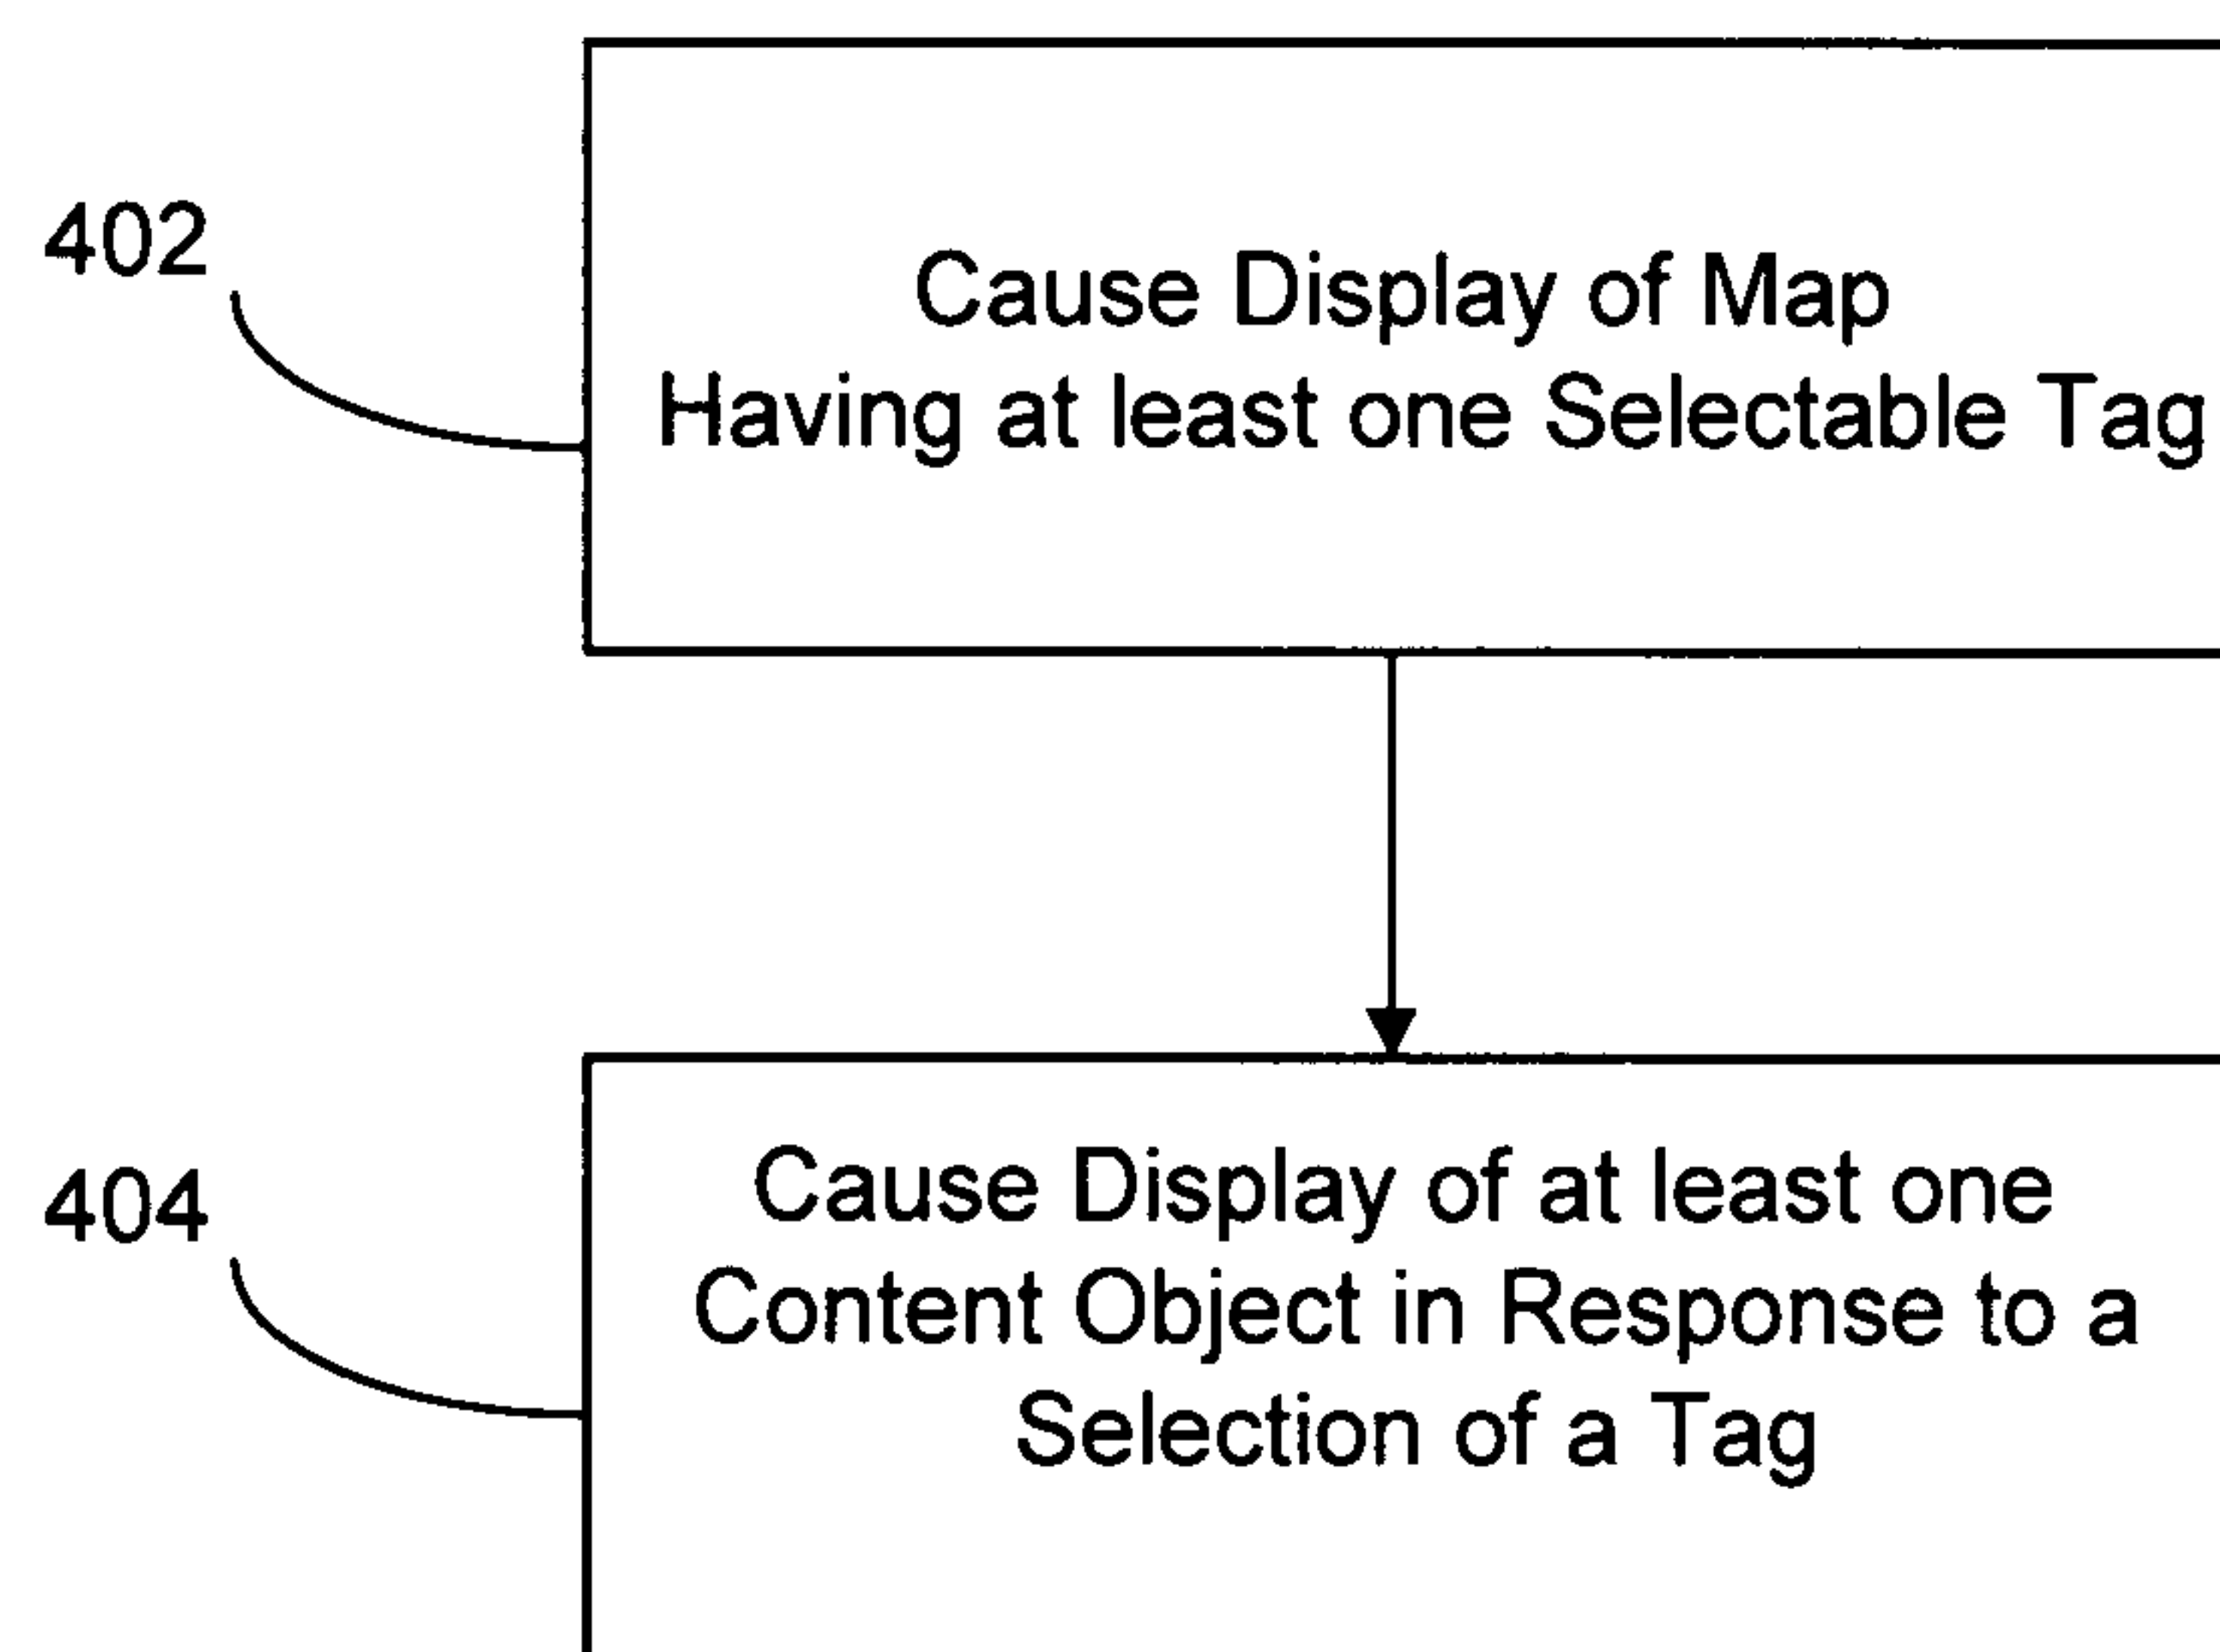 402
Cause Display of Map
Having at least one Selectable Tag
404
Cause Display of at least one
Content Object in Response to a
Selection of a Tag